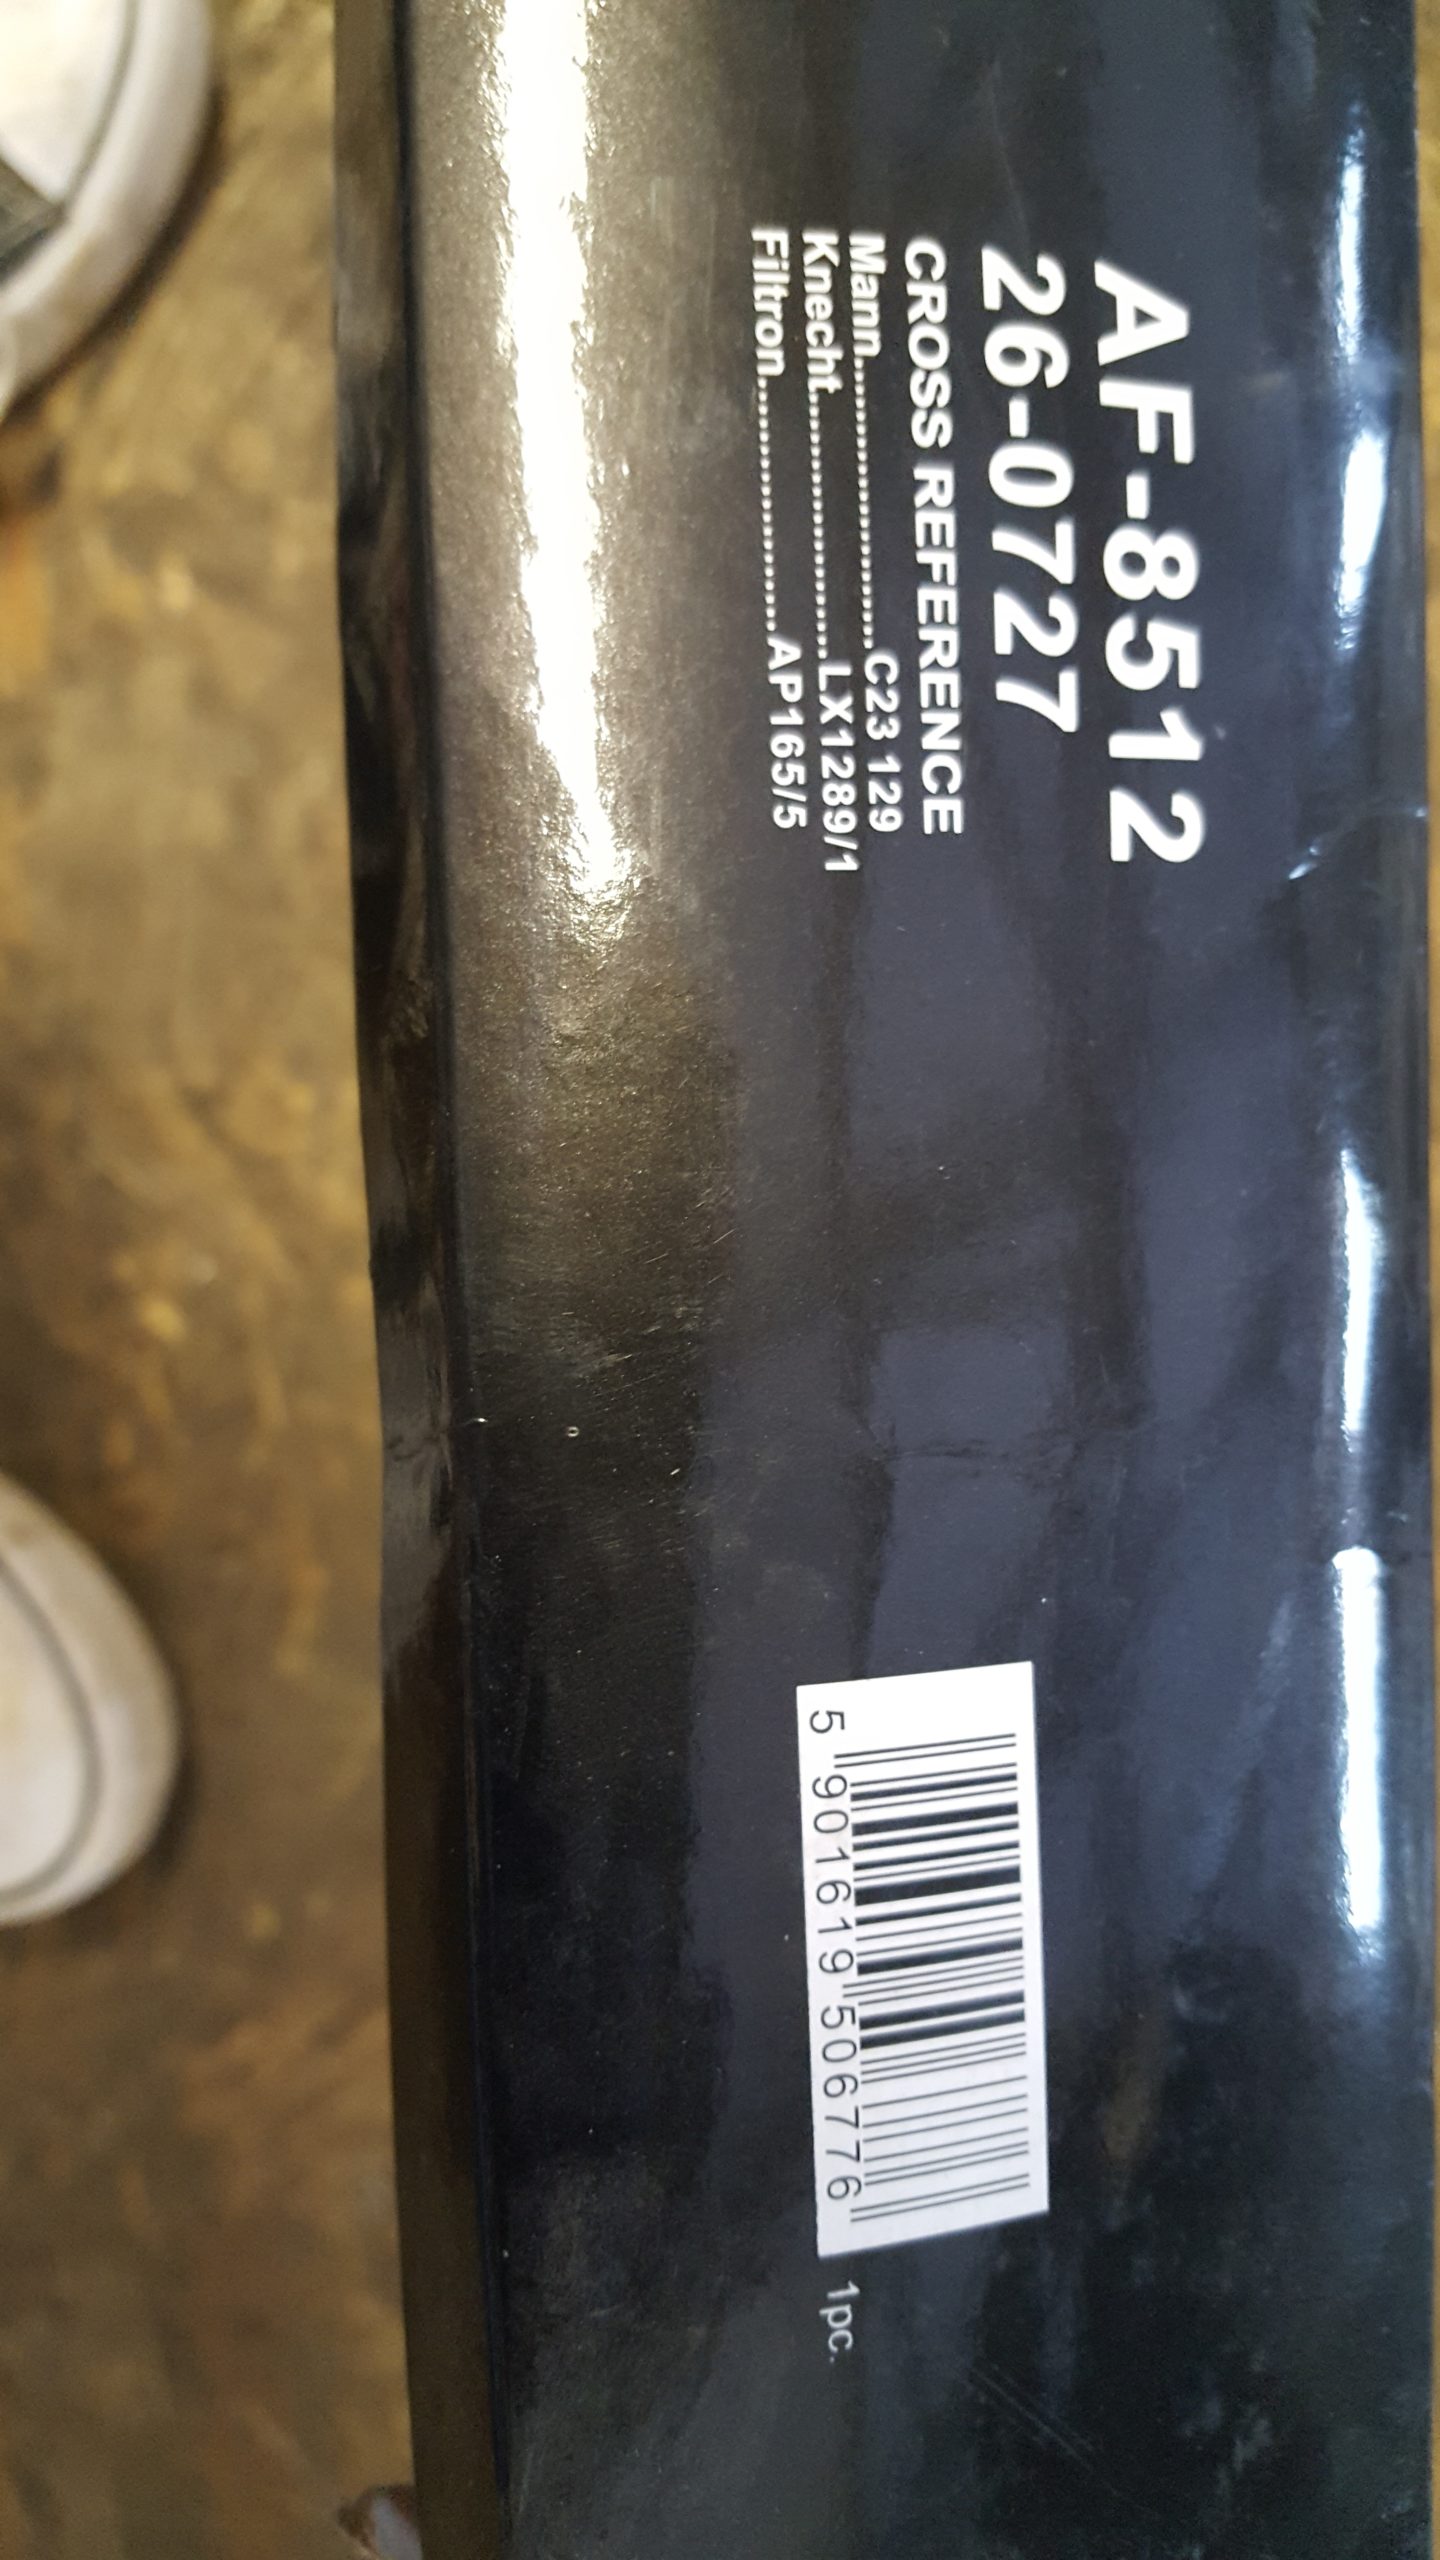 AF-8512
26-0727
CROSS REFERENCE
Mann..............................C23 129
Knecht...........................LX1289/1
Filtron...........................AP165/5
5 901619 506776
1pc.